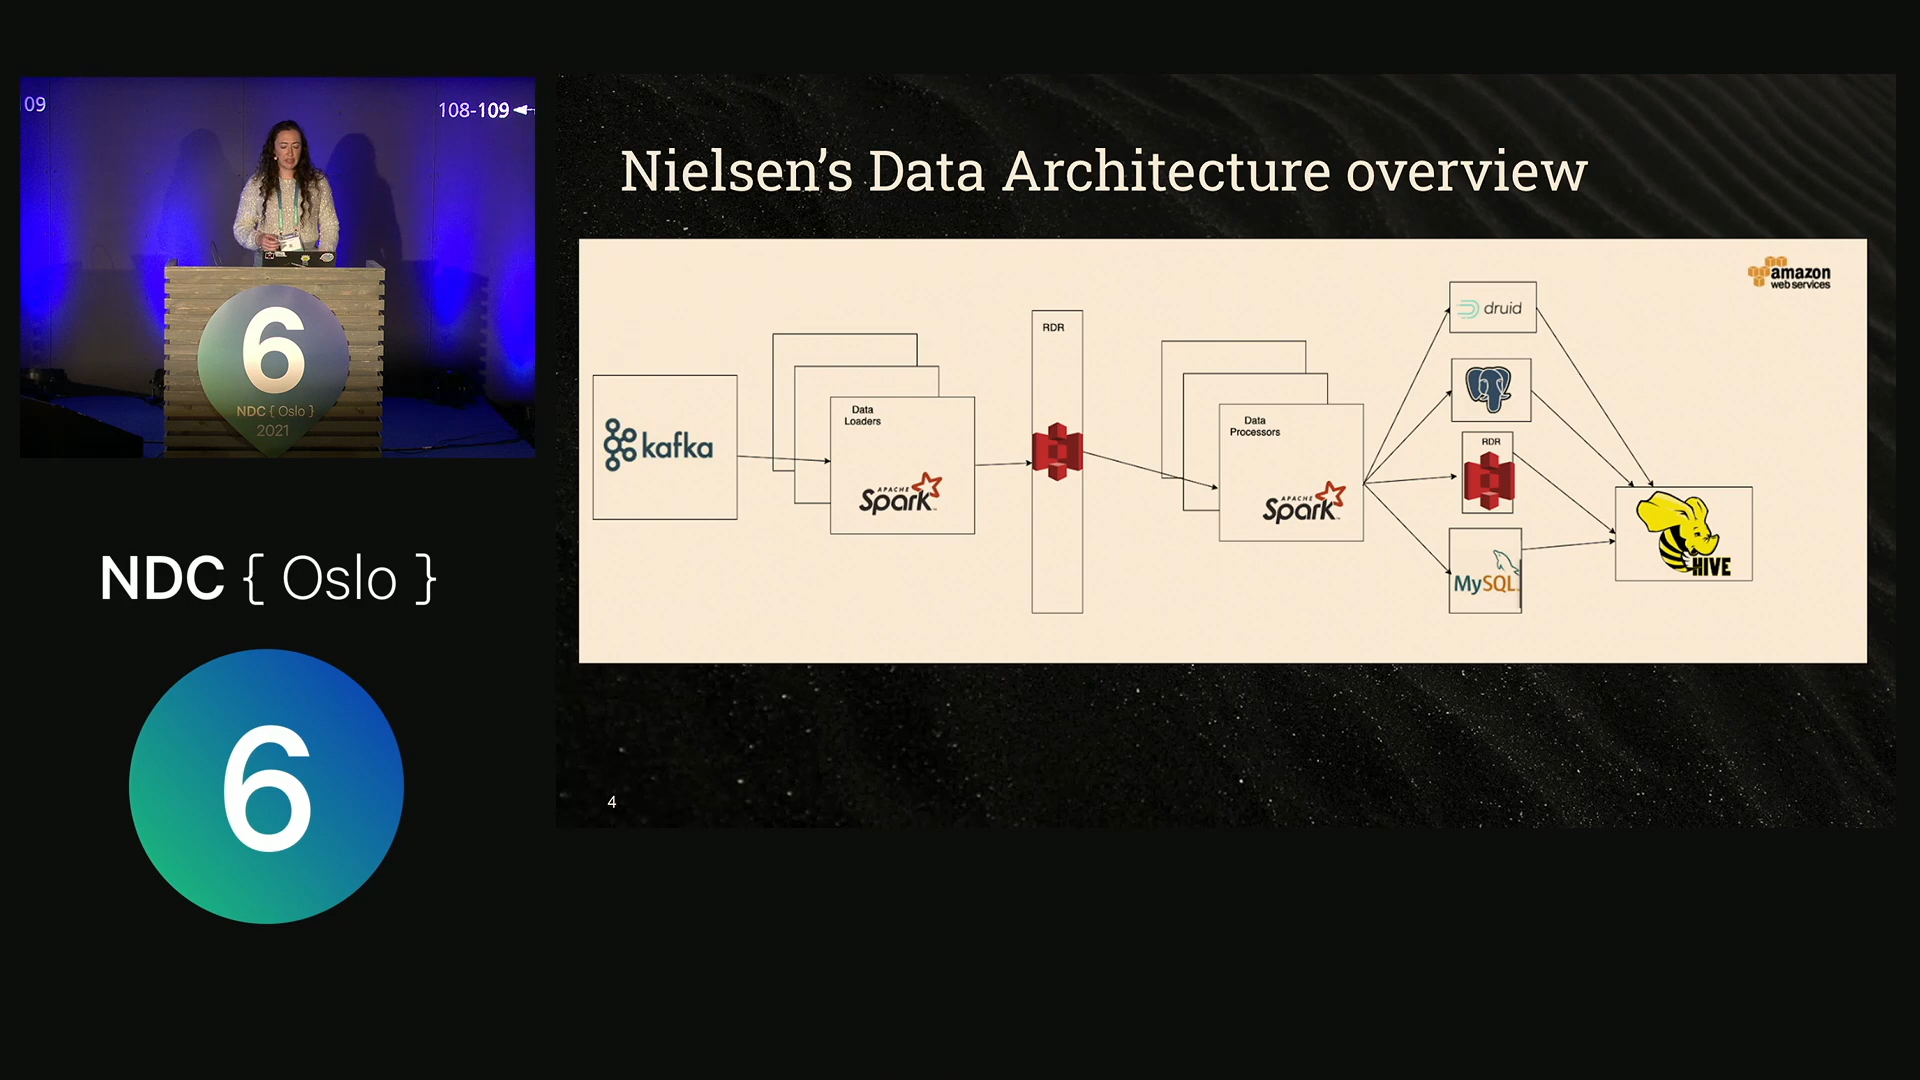 09
108-109
6
NDC { Oslo }
2021
NDC { Oslo }
6
Nielsen’s Data Architecture overview
amazon
web services
kafka
Data
Loaders
APACHE
Spark
RDR
Data
Processors
APACHE
Spark
druid
RDR
MySQL
HIVE
4